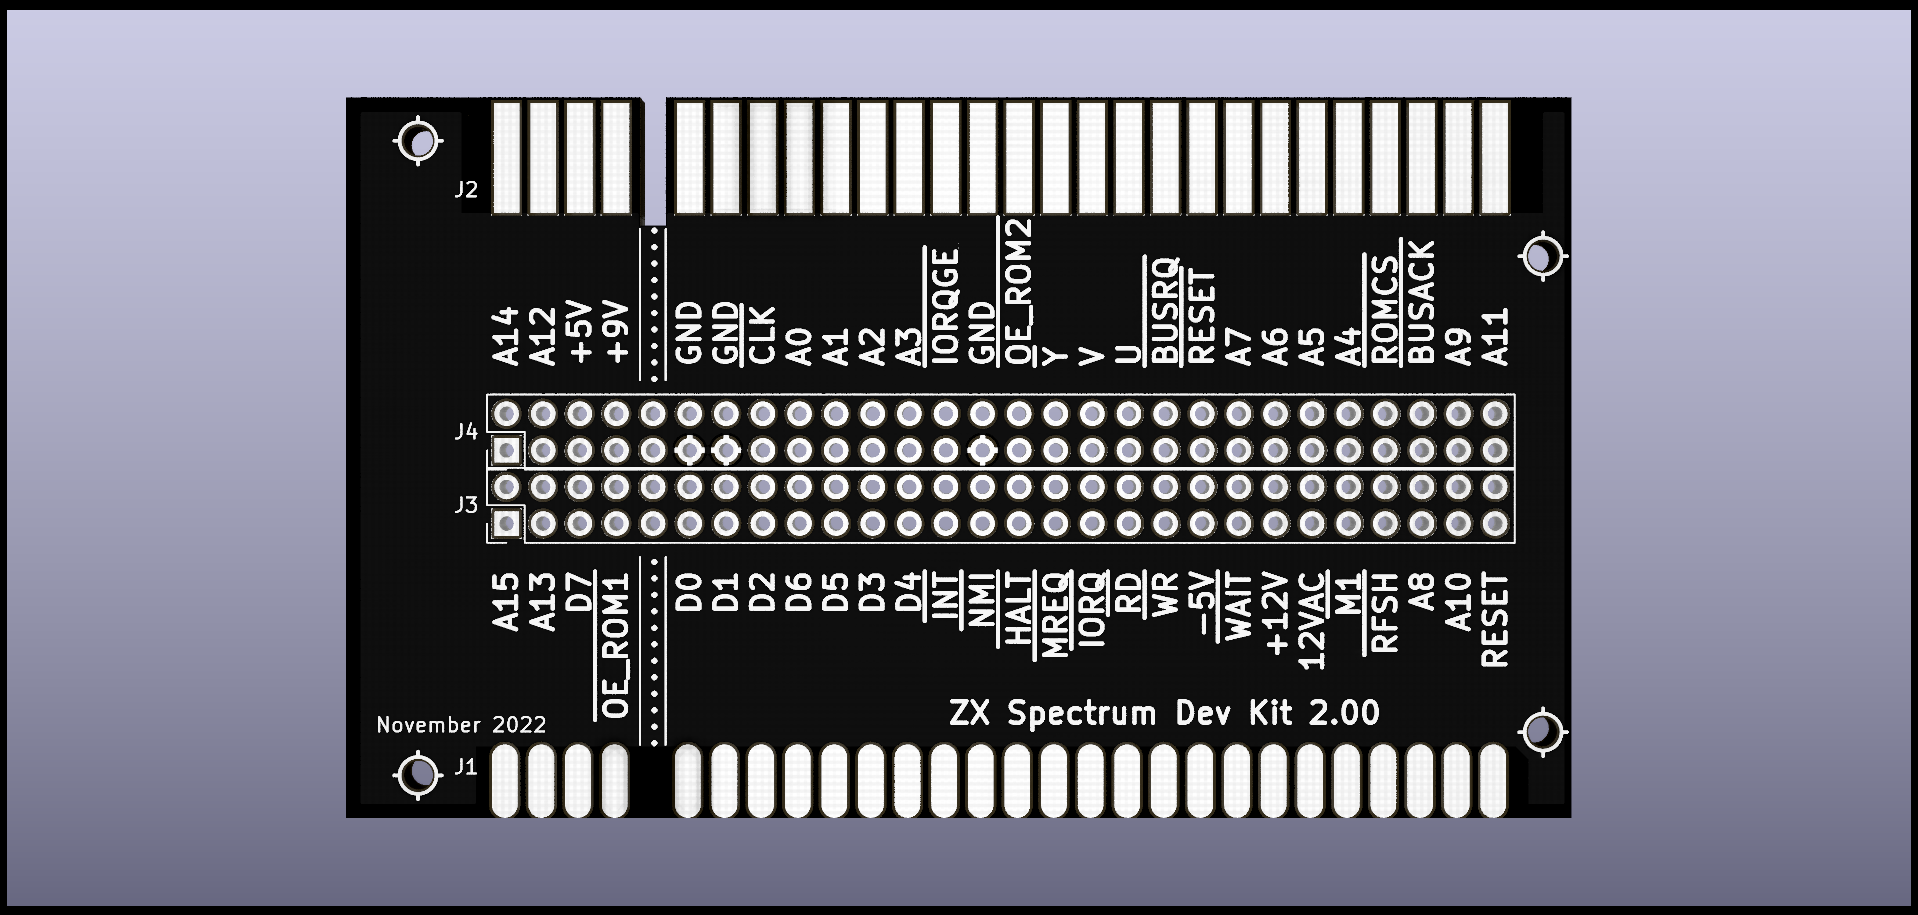 J2
A14
A12
+5V
+9V
GND
GND
CLK
A0
A1
A2
A3
IORQGE
GND
OE_ROM2
Y
V
U
BUSRQ
RESET
A7
A6
A5
A4
ROMCS
BUSACK
A9
A11
J4
J3
A15
A13
D7
OE_ROM1
D0
D1
D2
D6
D5
D3
D4
INT
NMI
HALT
MREQ
IORQ
RD
WR
-5V
WAIT
+12V
12VAC
M1
RFSH
A8
A10
RESET
ZX Spectrum Dev Kit 2.00
November 2022
J1